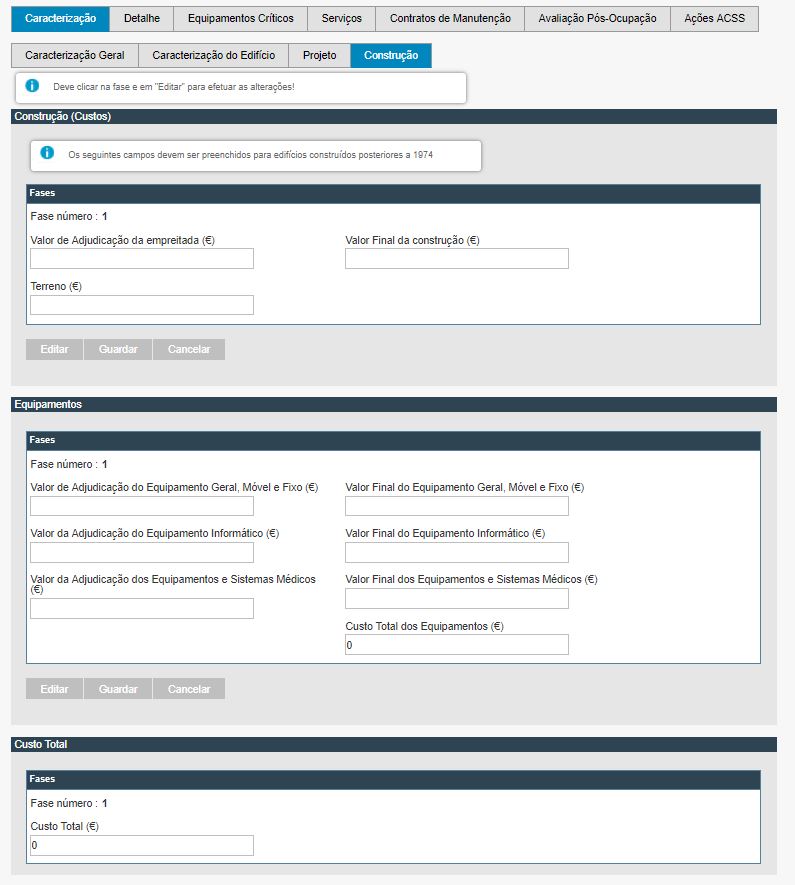 Caracterização Detalhe Equipamentos Críticos Serviços Contratos de Manutenção Avaliação Pós-Ocupação Ações ACSS
Caracterização Geral Caracterização do Edifício Projeto Construção
Deve clicar na fase e em "Editar" para efetuar as alterações!
Construção (Custos)
Os seguintes campos devem ser preenchidos para edifícios construídos posteriores a 1974
Fases
Fase número : 1
Valor de Adjudicação da empreitada (€) Valor Final da construção (€)
Terreno (€)
Editar Guardar Cancelar
Equipamentos
Fases
Fase número : 1
Valor de Adjudicação do Equipamento Geral, Móvel e Fixo (€) Valor Final do Equipamento Geral, Móvel e Fixo (€)
Valor da Adjudicação do Equipamento Informático (€) Valor Final do Equipamento Informático (€)
Valor da Adjudicação dos Equipamentos e Sistemas Médicos Valor Final dos Equipamentos e Sistemas Médicos (€)
(€)
Custo Total dos Equipamentos (€)
0
Editar Guardar Cancelar
Custo Total
Fases
Fase número : 1
Custo Total (€)
0